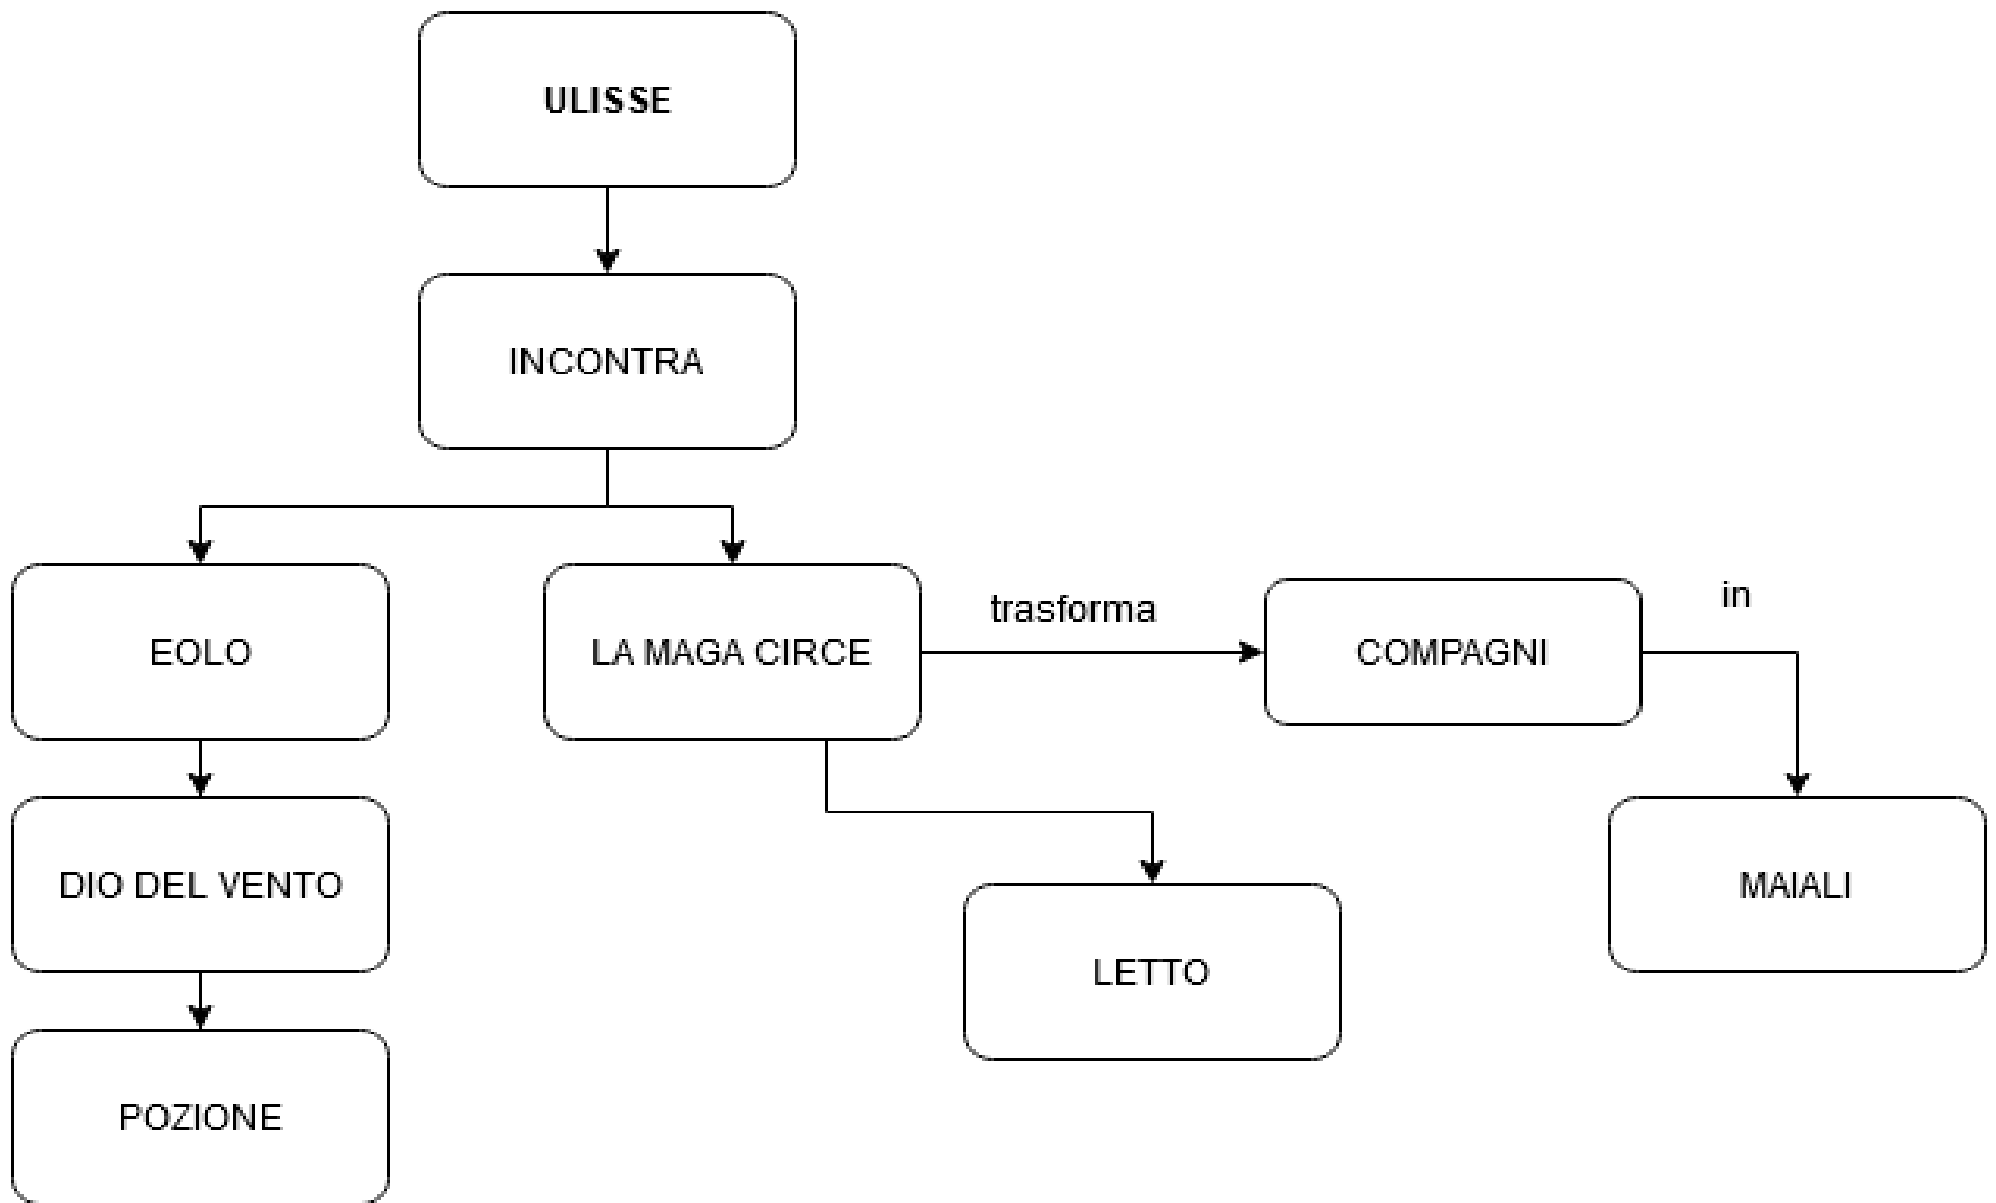 ULISSE
INCONTRA
EOLO
LA MAGA CIRCE
trasforma
COMPAGNI
in
DIO DEL VENTO
MAIALI
LETTO
POZIONE